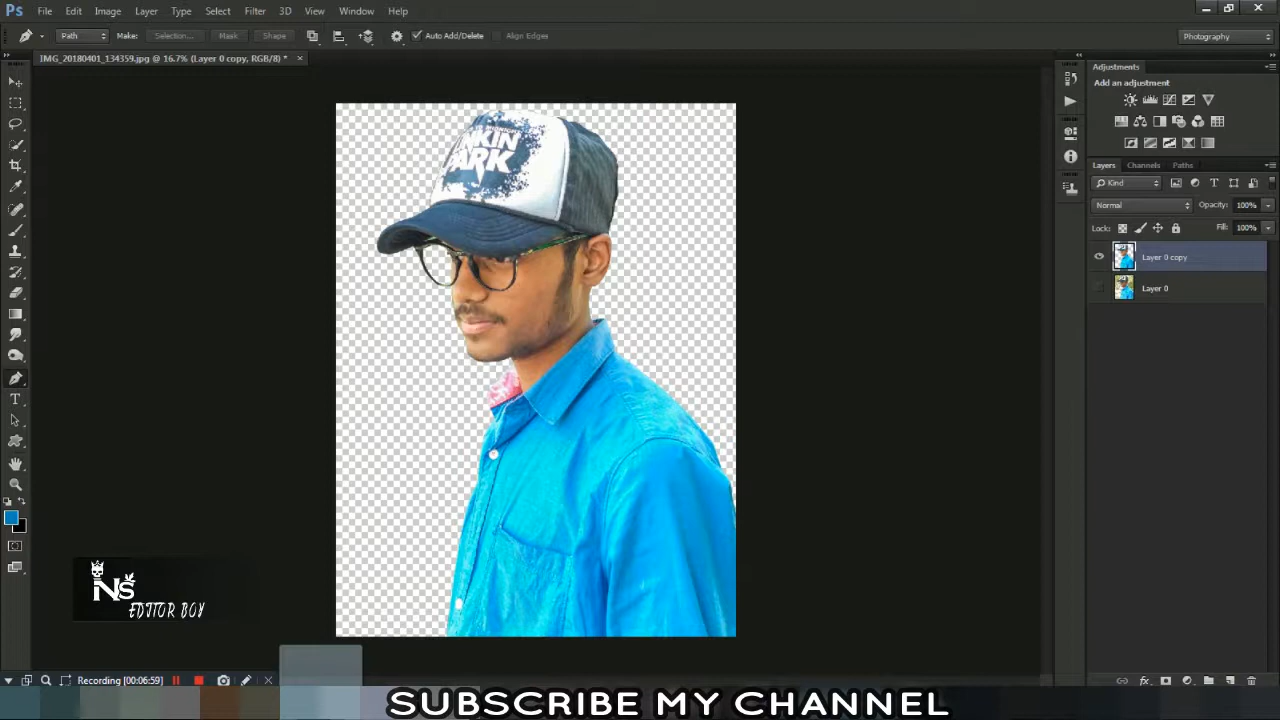 Ps File Edit Image Layer Type Select Filter 3D View Window Help
Path Make: Selection... Mask Shape Auto Add/Delete Align Edges Photography
IMG_20180401_134359.jpg @ 16.7% (Layer 0 copy, RGB/8) *
Adjustments
Add an adjustment
Layers Channels Paths
Kind
Normal Opacity: 100%
Locks: Fill: 100%
Layer 0 copy
Layer 0
PARK
NS
EDITOR BOY
Recording [00:06:59]
SUBSCRIBE MY CHANNEL